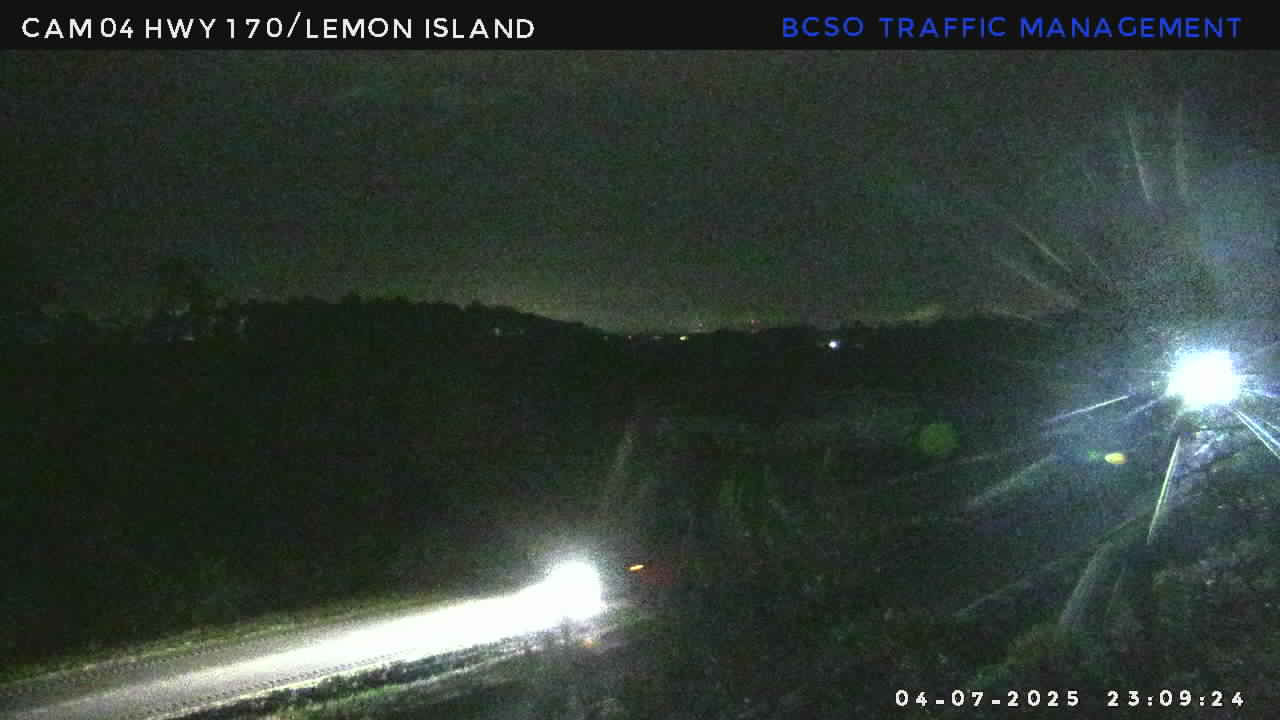 CAM04 HWY 170/LEMON ISLAND
BCSO TRAFFIC MANAGEMENT
04-07-2025 23:09:24